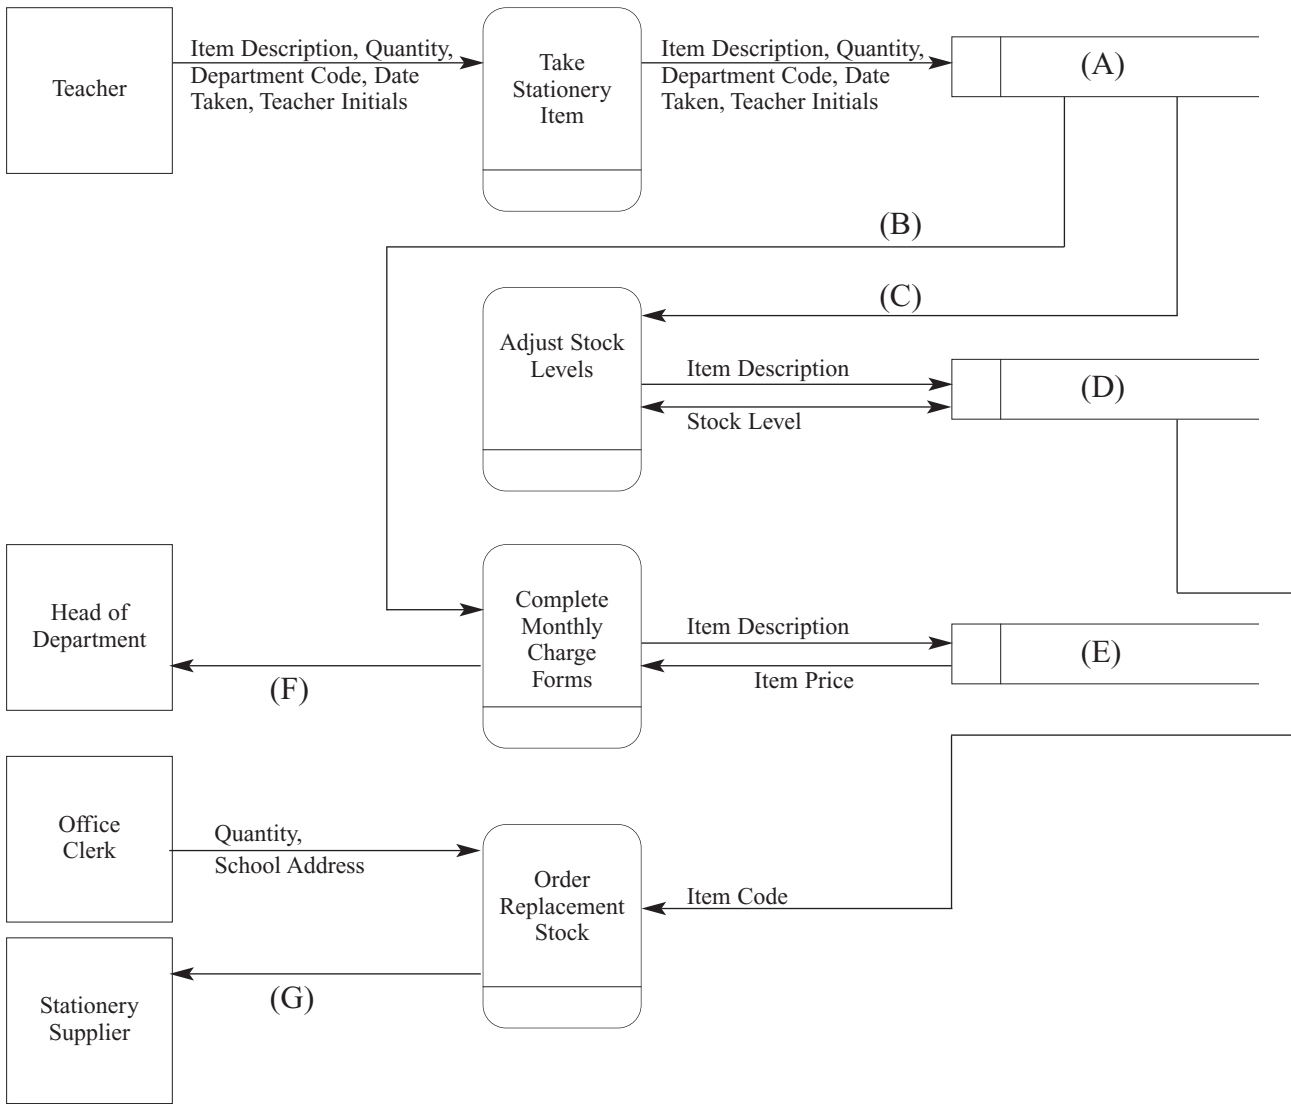 Teacher
Item Description, Quantity,
Department Code, Date
Taken, Teacher Initials
Take
Stationery
Item
Item Description, Quantity,
Department Code, Date
Taken, Teacher Initials
(A)
(B)
(C)
Adjust Stock
Levels
Item Description
Stock Level
(D)
Head of
Department
(F)
Complete
Monthly
Charge
Forms
Item Description
Item Price
(E)
Office
Clerk
Quantity,
School Address
Order
Replacement
Stock
Item Code
Stationery
Supplier
(G)